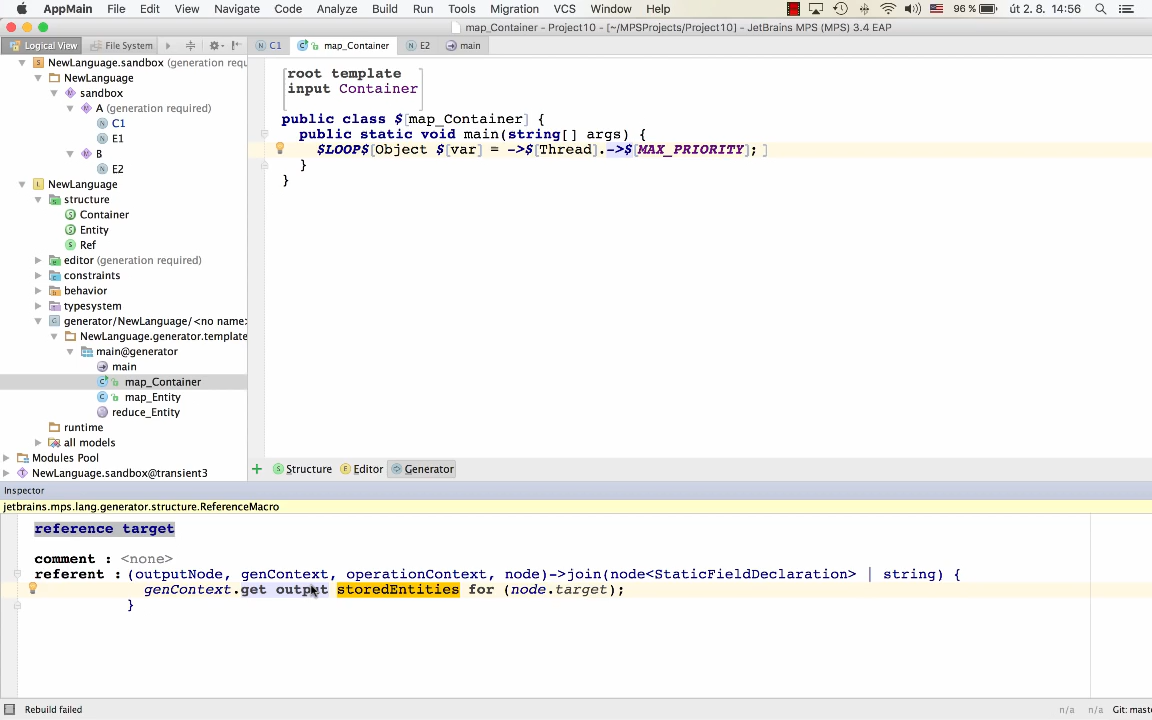 AppMain File Edit View Navigate Code Analyze Build Run Tools Migration VCS Window Help 96% út 2. 8. 14:56
map_Container - Project10 - [~/MPSProjects/Project10] - JetBrains MPS (MPS) 3.4 EAP
Logical View File System C1 map_Container E2 main
NewLanguage.sandbox (generation requ
NewLanguage
sandbox
A (generation required)
C1
E1
B
E2
NewLanguage
structure
Container
Entity
Ref
editor (generation required)
constraints
behavior
typesystem
generator/NewLanguage/<no name>
NewLanguage.generator.template
main@generator
main
map_Container
map_Entity
reduce_Entity
runtime
all models
Modules Pool
NewLanguage.sandbox@transient3
root template
input Container
public class $[map_Container] {
public static void main(string[] args) {
$LOOP$[Object $[var] = ->$[Thread].->$[MAX_PRIORITY]; ]
}
}
+ Structure Editor Generator
Inspector
jetbrains.mps.lang.generator.structure.ReferenceMacro
reference target
comment : <none>
referent : (outputNode, genContext, operationContext, node)->join(node<StaticFieldDeclaration> | string) {
genContext.get output storedEntities for (node.target);
}
Rebuild failed n/a n/a Git: maste